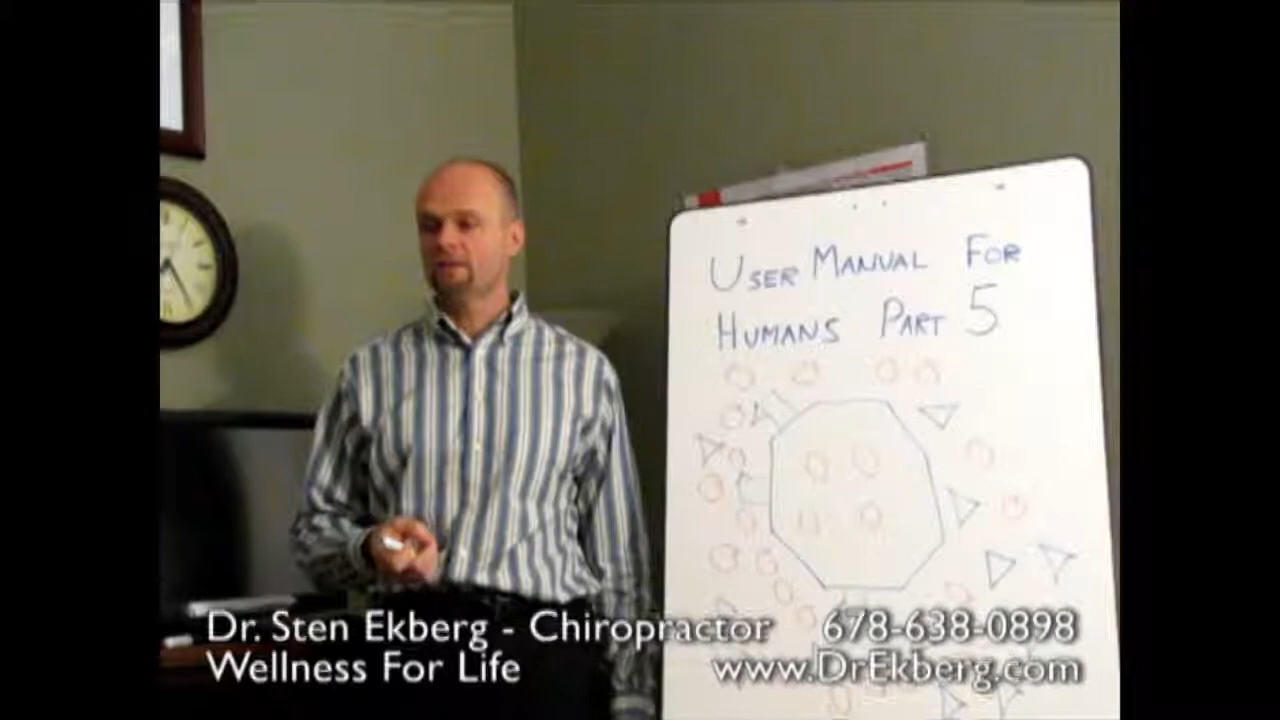 USER MANUAL FOR
HUMANS PART 5
Dr. Sten Ekberg - Chiropractor 678-638-0898
Wellness For Life www.DrEkberg.com